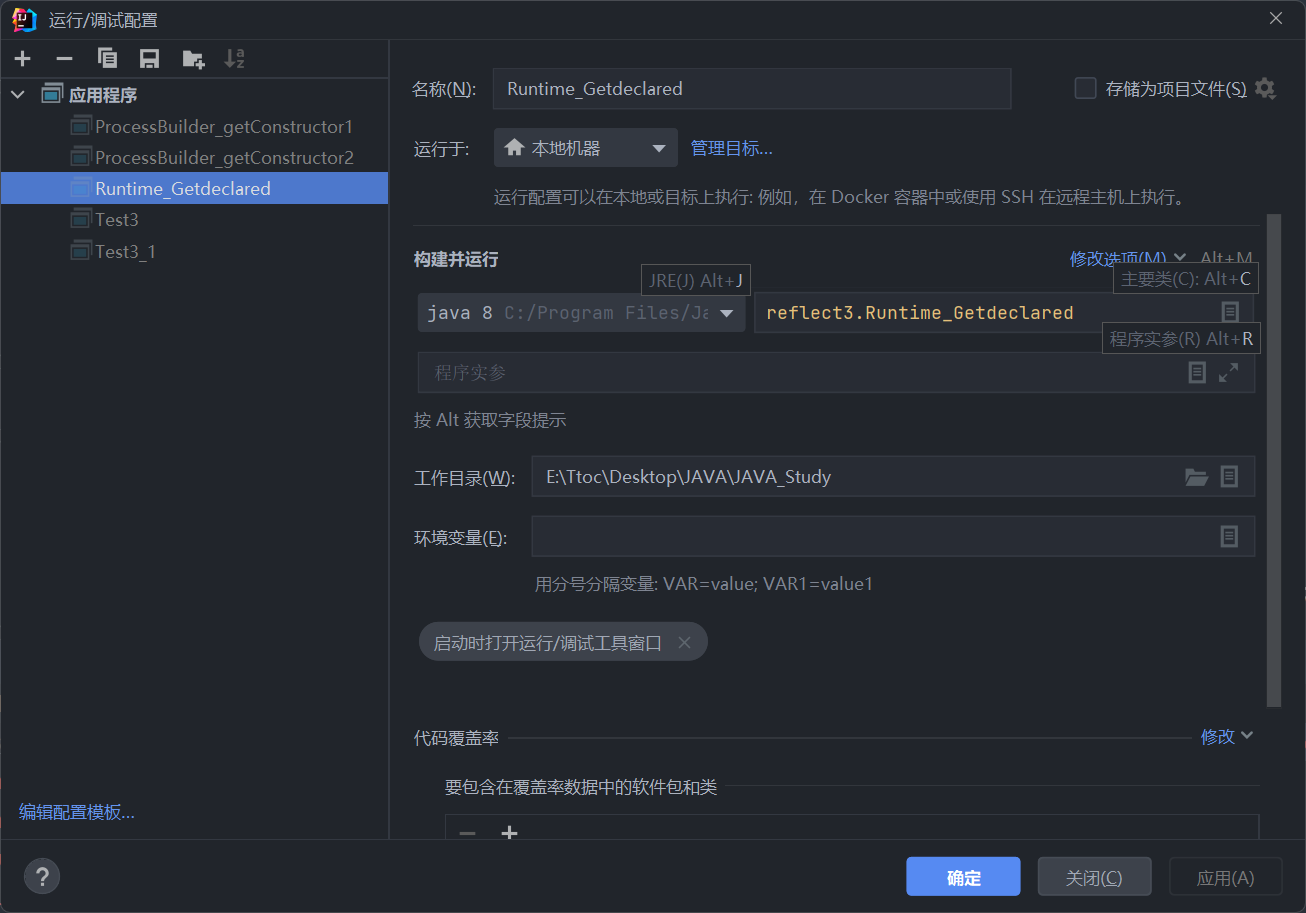 运行/调试配置
应用程序
ProcessBuilder_getConstructor1
ProcessBuilder_getConstructor2
Runtime_Getdeclared
Test3
Test3_1
编辑配置模板...
名称(N):
Runtime_Getdeclared
存储为项目文件(S)
运行于:
本地机器
管理目标...
运行配置可以在本地或目标上执行: 例如，在 Docker 容器中或使用 SSH 在远程主机上执行。
构建并运行
修改选项(M) Alt+M
JRE(J) Alt+J
主要类(C): Alt+C
java 8 C:/Program Files/Ja
reflect3.Runtime_Getdeclared
程序实参(R) Alt+R
程序实参
按 Alt 获取字段提示
工作目录(W):
E:\Ttoc\Desktop\JAVA\JAVA_Study
环境变量(E):
用分号分隔变量: VAR=value; VAR1=value1
启动时打开运行/调试工具窗口
代码覆盖率
修改
要包含在覆盖率数据中的软件包和类
?
确定
关闭(C)
应用(A)